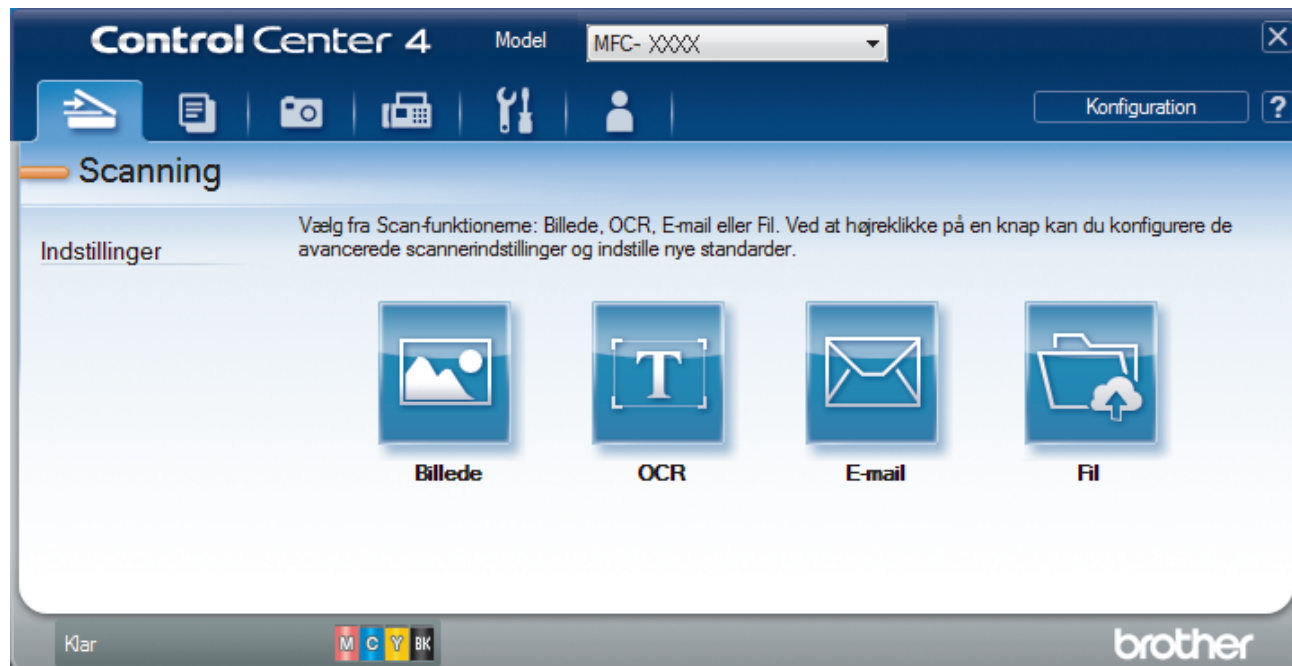 ControlCenter 4
Model
MFC- XXXX
Konfiguration
?
Scanning
Indstillinger
Vælg fra Scan-funktionerne: Billede, OCR, E-mail eller Fil. Ved at højreklikke på en knap kan du konfigurere de
avancerede scannerindstillinger og indstille nye standarder.
T
Billede
OCR
E-mail
Fil
Klar
M C Y BK
brother